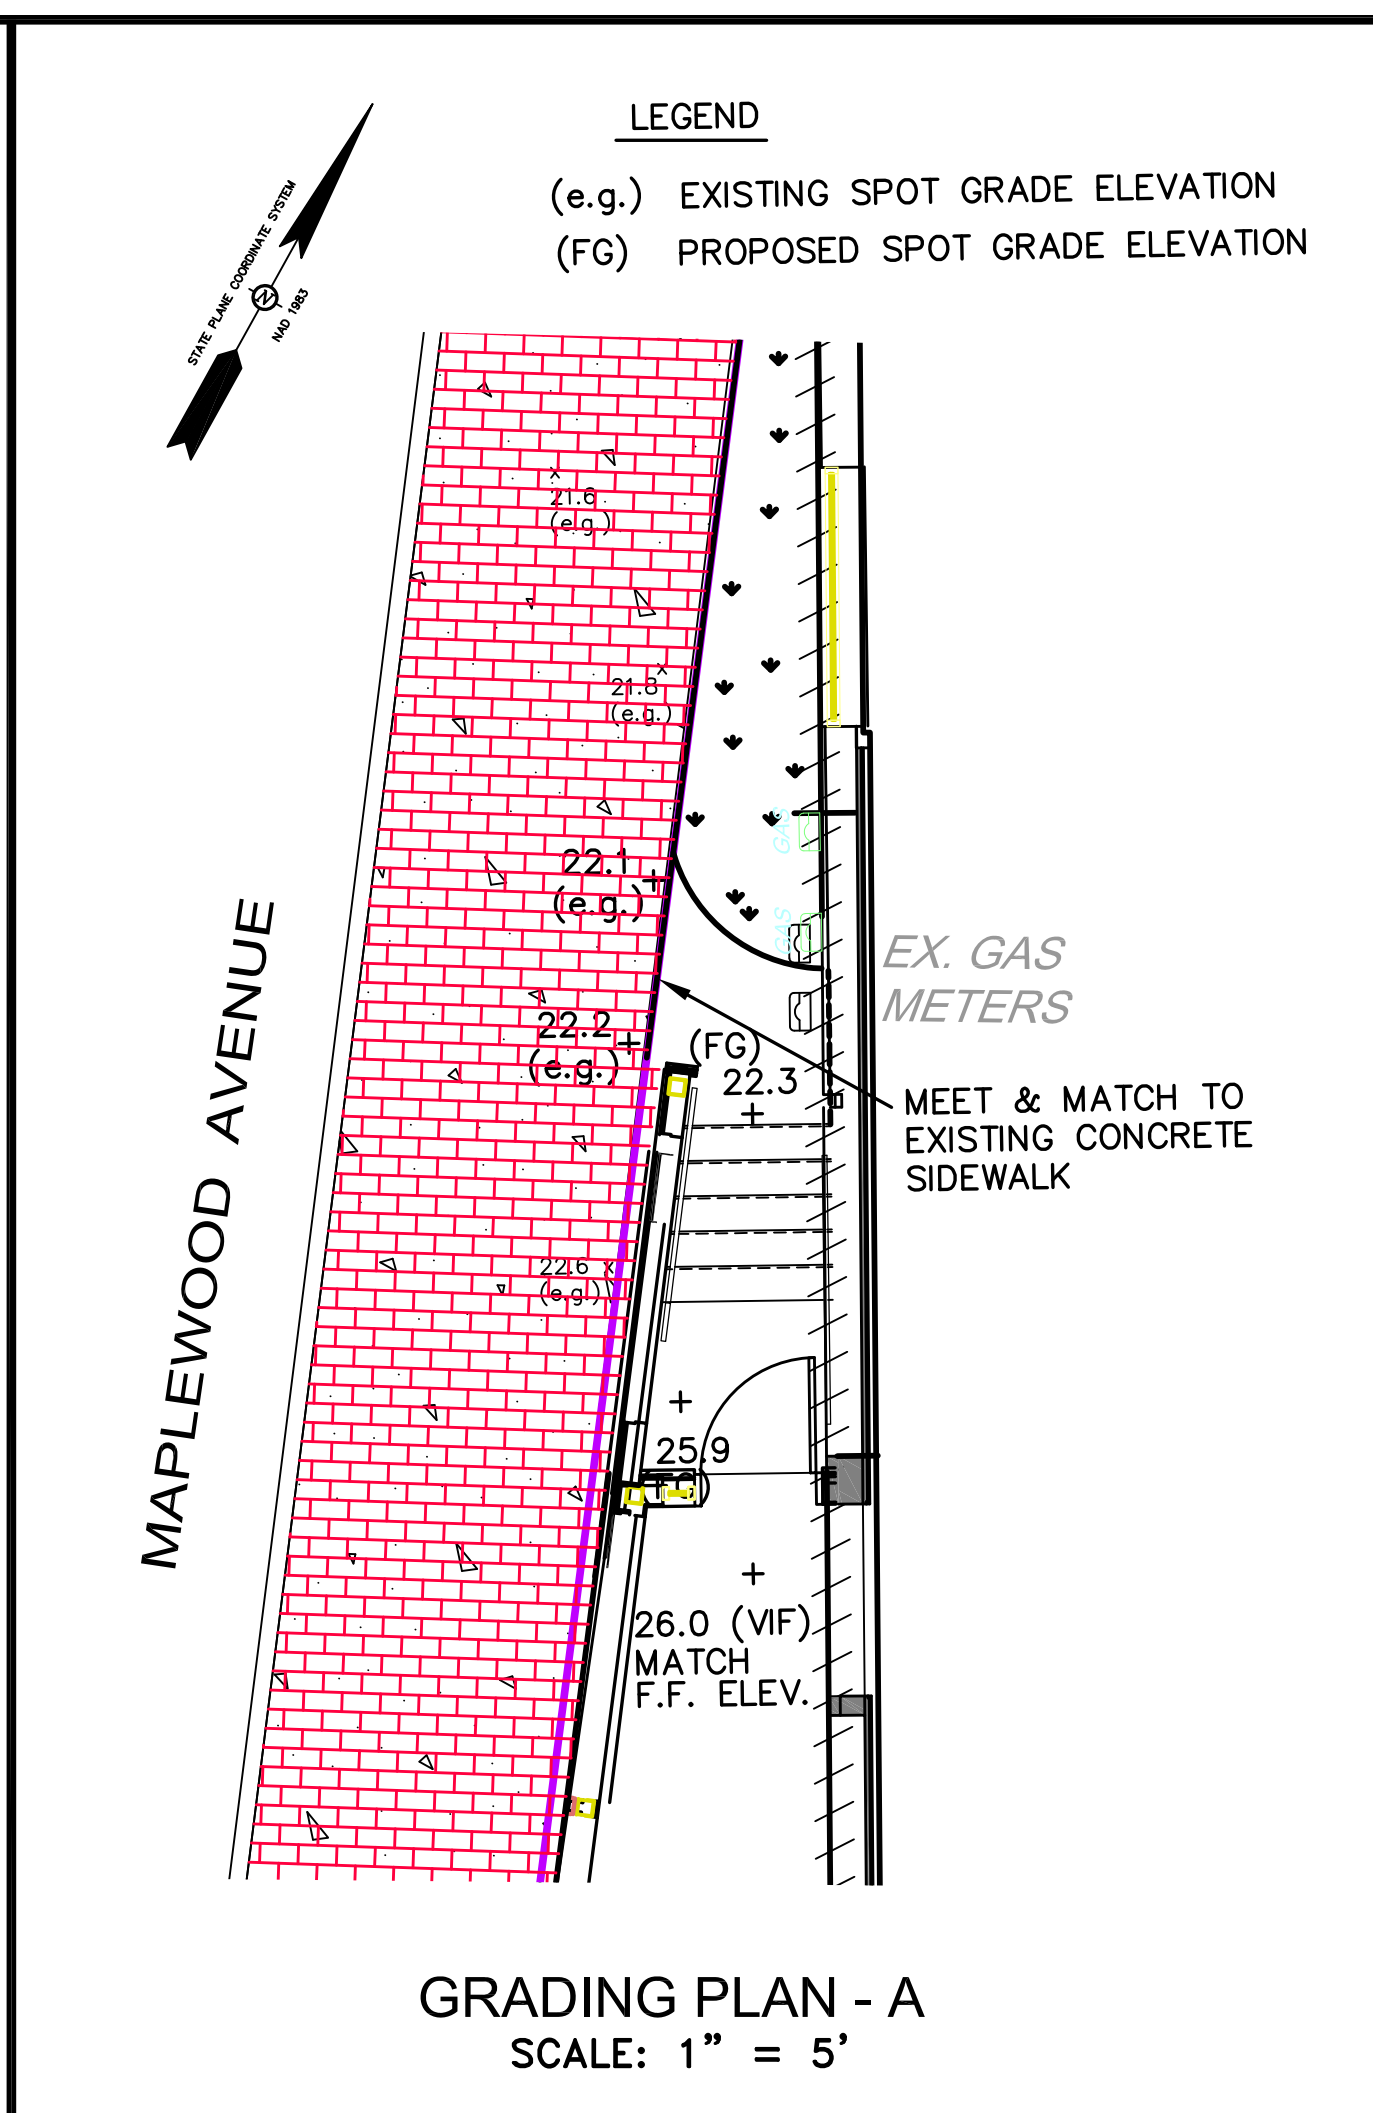 LEGEND
(e.g.) EXISTING SPOT GRADE ELEVATION
(FG) PROPOSED SPOT GRADE ELEVATION
STATE PLANE COORDINATE SYSTEM
N
NAD 1983
21.6
(e.g.)
21.8
(e.g.)
GAS
22.1
(e.g.)
GAS
EX. GAS
METERS
22.2
(e.g.)
(FG)
22.3
MEET & MATCH TO
EXISTING CONCRETE
SIDEWALK
22.6
(e.g.)
MAPLEWOOD AVENUE
25.9
26.0 (VIF)
MATCH
F.F. ELEV.
GRADING PLAN - A
SCALE: 1" = 5'